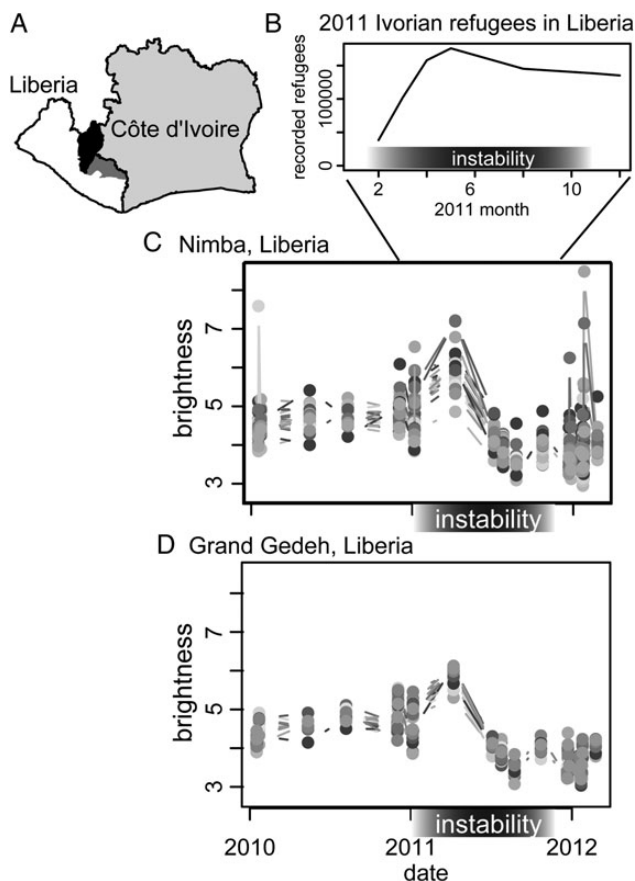 A
Liberia
Côte d'Ivoire
B
2011 Ivorian refugees in Liberia
recorded refugees
0
100000
instability
2
6
10
2011 month
C
Nimba, Liberia
brightness
7
5
3
instability
D
Grand Gedeh, Liberia
brightness
7
5
3
instability
2010
2011
2012
date